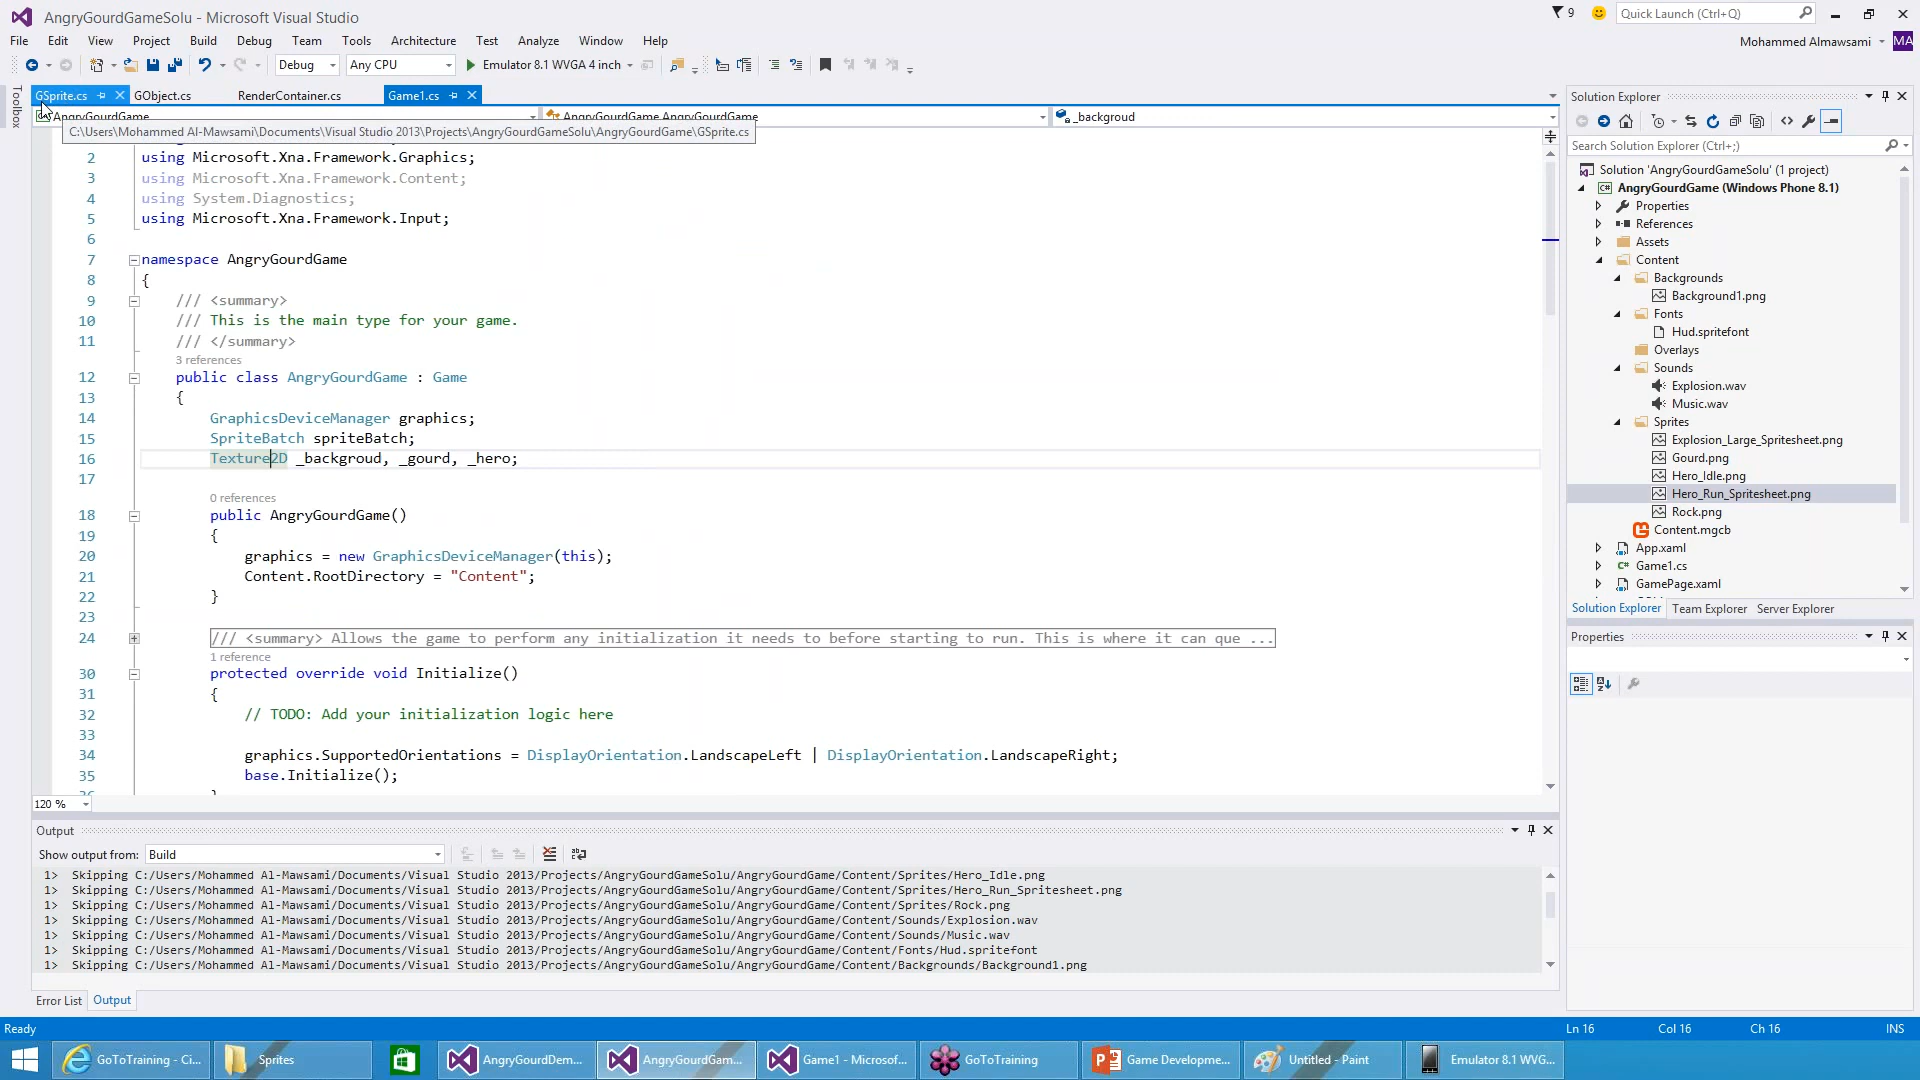 AngryGourdGameSolu - Microsoft Visual Studio
9
Quick Launch (Ctrl+Q)
File Edit View Project Build Debug Team Tools Architecture Test Analyze Window Help
Mohammed Almawsami MA
Debug Any CPU Emulator 8.1 WVGA 4 inch
Toolbox
GSprite.cs GObject.cs RenderContainer.cs Game1.cs
AngryGourdGame AngryGourdGame.AngryGourdGame _backgroud
C:\Users\Mohammed Al-Mawsami\Documents\Visual Studio 2013\Projects\AngryGourdGameSolu\AngryGourdGame\GSprite.cs
2 using Microsoft.Xna.Framework.Graphics;
3 using Microsoft.Xna.Framework.Content;
4 using System.Diagnostics;
5 using Microsoft.Xna.Framework.Input;
6
7 namespace AngryGourdGame
8 {
9 /// <summary>
10 /// This is the main type for your game.
11 /// </summary>
3 references
12 public class AngryGourdGame : Game
13 {
14 GraphicsDeviceManager graphics;
15 SpriteBatch spriteBatch;
16 Texture2D _backgroud, _gourd, _hero;
17
0 references
18 public AngryGourdGame()
19 {
20 graphics = new GraphicsDeviceManager(this);
21 Content.RootDirectory = "Content";
22 }
23
24 /// <summary> Allows the game to perform any initialization it needs to before starting to run. This is where it can que ...
1 reference
30 protected override void Initialize()
31 {
32 // TODO: Add your initialization logic here
33
34 graphics.SupportedOrientations = DisplayOrientation.LandscapeLeft | DisplayOrientation.LandscapeRight;
35 base.Initialize();
120 %
Output
Show output from: Build
1> Skipping C:/Users/Mohammed Al-Mawsami/Documents/Visual Studio 2013/Projects/AngryGourdGameSolu/AngryGourdGame/Content/Sprites/Hero_Idle.png
1> Skipping C:/Users/Mohammed Al-Mawsami/Documents/Visual Studio 2013/Projects/AngryGourdGameSolu/AngryGourdGame/Content/Sprites/Hero_Run_Spritesheet.png
1> Skipping C:/Users/Mohammed Al-Mawsami/Documents/Visual Studio 2013/Projects/AngryGourdGameSolu/AngryGourdGame/Content/Sprites/Rock.png
1> Skipping C:/Users/Mohammed Al-Mawsami/Documents/Visual Studio 2013/Projects/AngryGourdGameSolu/AngryGourdGame/Content/Sounds/Explosion.wav
1> Skipping C:/Users/Mohammed Al-Mawsami/Documents/Visual Studio 2013/Projects/AngryGourdGameSolu/AngryGourdGame/Content/Sounds/Music.wav
1> Skipping C:/Users/Mohammed Al-Mawsami/Documents/Visual Studio 2013/Projects/AngryGourdGameSolu/AngryGourdGame/Content/Fonts/Hud.spritefont
1> Skipping C:/Users/Mohammed Al-Mawsami/Documents/Visual Studio 2013/Projects/AngryGourdGameSolu/AngryGourdGame/Content/Backgrounds/Background1.png
Error List Output
Solution Explorer
Search Solution Explorer (Ctrl+;)
Solution 'AngryGourdGameSolu' (1 project)
AngryGourdGame (Windows Phone 8.1)
Properties
References
Assets
Content
Backgrounds
Background1.png
Fonts
Hud.spritefont
Overlays
Sounds
Explosion.wav
Music.wav
Sprites
Explosion_Large_Spritesheet.png
Gourd.png
Hero_Idle.png
Hero_Run_Spritesheet.png
Rock.png
Content.mgcb
App.xaml
Game1.cs
GamePage.xaml
Solution Explorer Team Explorer Server Explorer
Properties
Ready Ln 16 Col 16 Ch 16 INS
GoToTraining - Ci... Sprites AngryGourdDem... AngryGourdGam... Game1 - Microsof... GoToTraining Game Developme... Untitled - Paint Emulator 8.1 WVG...